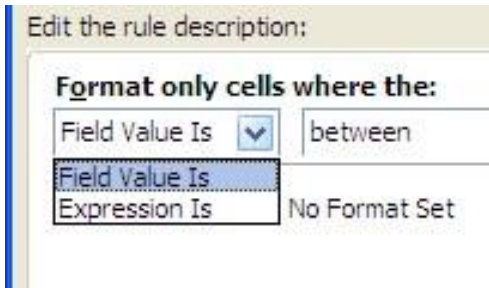 Edit the rule description:
Format only cells where the:
Field Value Is between
Field Value Is
Expression Is No Format Set